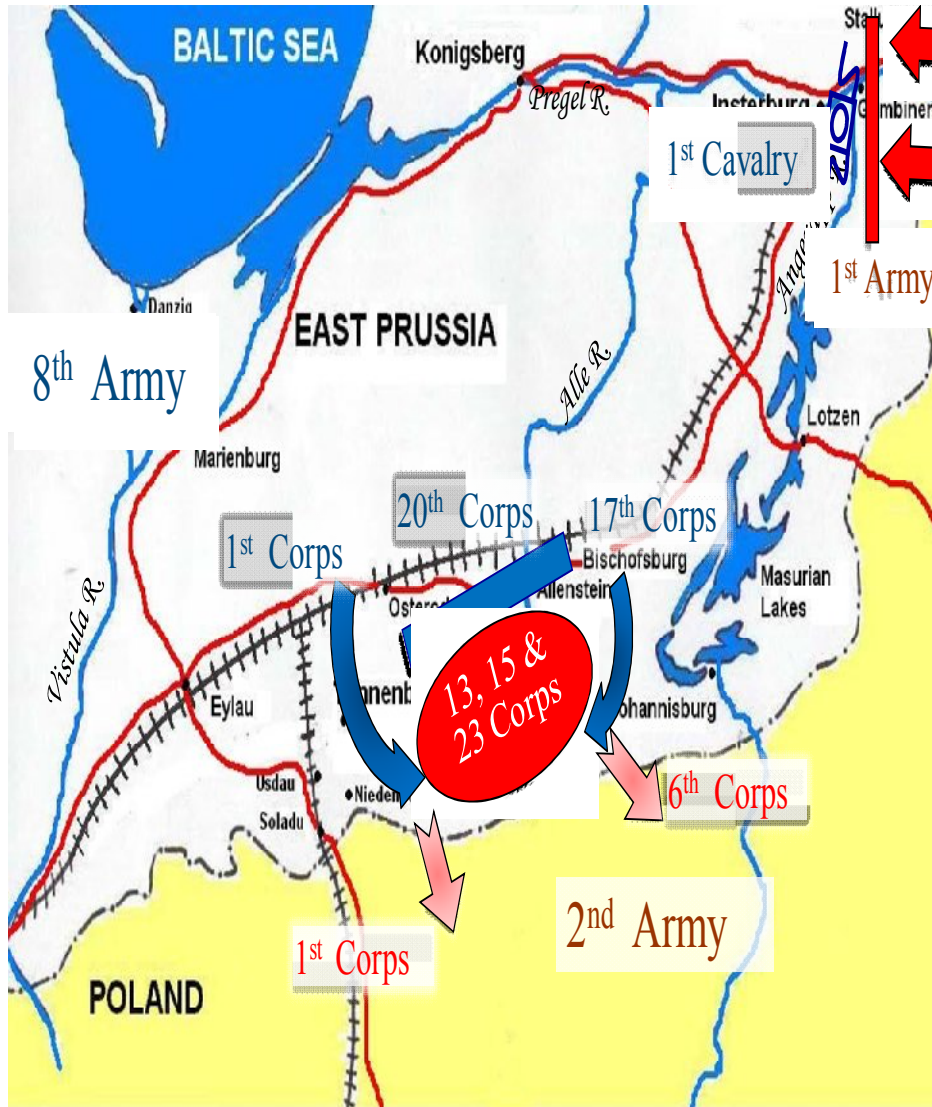 BALTIC SEA
Konigsberg
Pregel R.
Insterburg
1st Cavalry
1st Army
Danzig
EAST PRUSSIA
8th Army
Alle R.
Lotzen
Marienburg
20th Corps
17th Corps
1st Corps
Bischofsburg
Allenstein
Masurian
Lakes
Vistula R.
13, 15 &
23 Corps
Eylau
Usdau
Soladu
6th Corps
2nd Army
1st Corps
POLAND